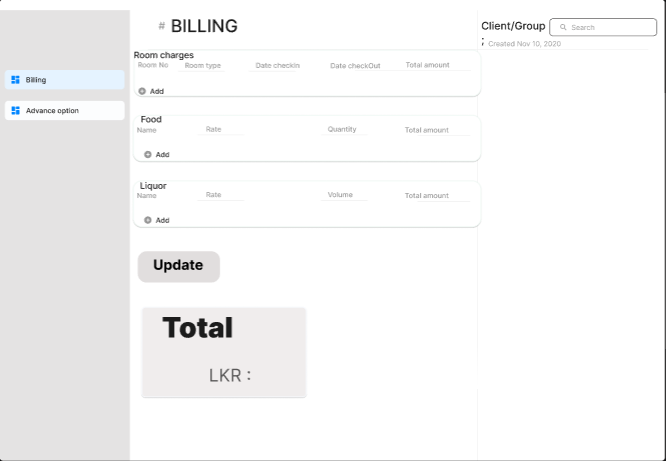 # BILLING
Client/Group : Search
Created Nov 10, 2020
Billing
Advance option
Room charges
Room No Room type Date checkin Date checkOut Total amount
Add
Food
Name Rate Quantity Total amount
Add
Liquor
Name Rate Volume Total amount
Add
Update
Total
LKR :